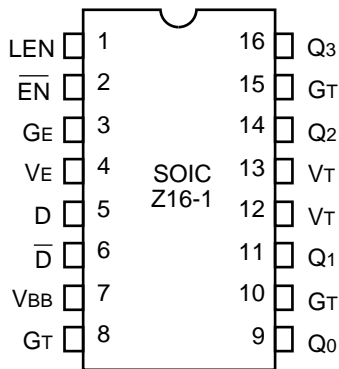 LEN 1 16 Q3
E̅N̅ 2 15 GT
GE 3 14 Q2
VE 4 SOIC 13 VT
Z16-1
D 5 12 VT
D̅ 6 11 Q1
VBB 7 10 GT
GT 8 9 Q0